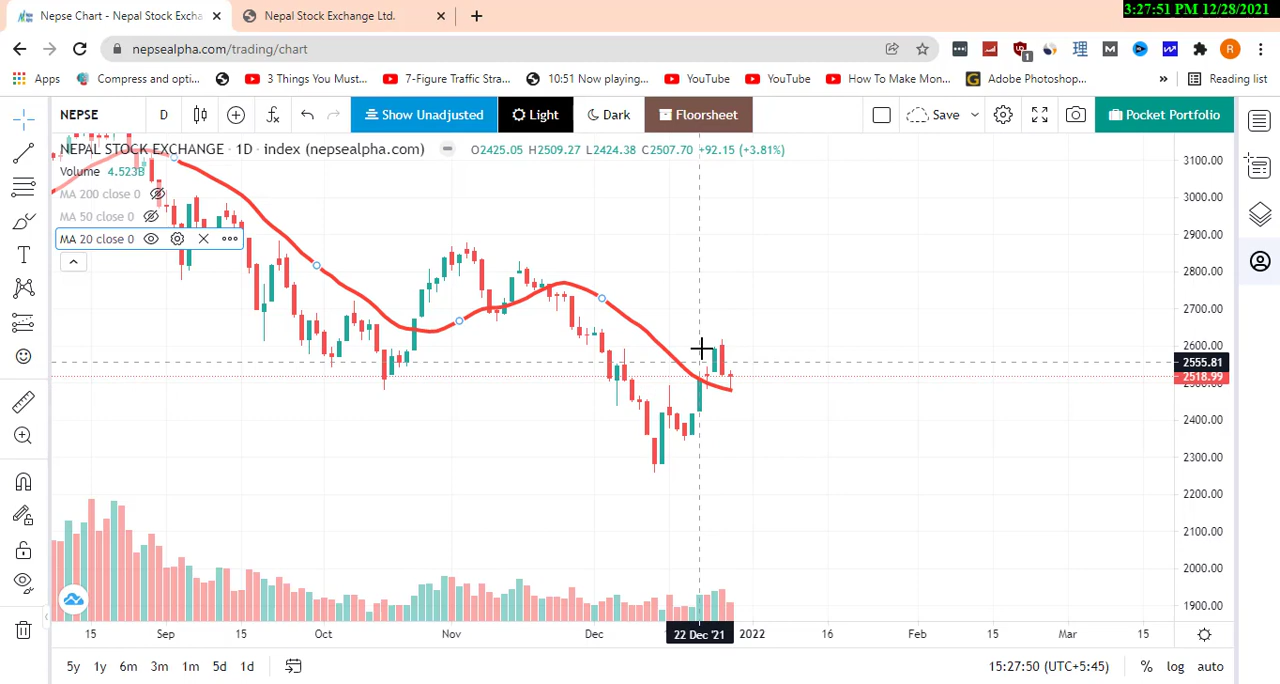 3:27:51 PM 12/28/2021
Nepse Chart - Nepal Stock Excha
Nepal Stock Exchange Ltd.
nepsealpha.com/trading/chart
R
Apps
Compress and opti...
3 Things You Must...
7-Figure Traffic Stra...
10:51 Now playing...
YouTube
YouTube
How To Make Mon...
Adobe Photoshop...
»
Reading list
NEPSE
D
Show Unadjusted
Light
Dark
Floorsheet
Save
Pocket Portfolio
NEPAL STOCK EXCHANGE · 1D · index (nepsealpha.com)
O2425.05 H2509.27 L2424.38 C2507.70 +92.15 (+3.81%)
Volume 4.523B
MA 200 close 0
MA 50 close 0
MA 20 close 0
3100.00
3000.00
2900.00
2800.00
2700.00
2600.00
2555.81
2518.99
2400.00
2300.00
2200.00
2100.00
2000.00
1900.00
15
Sep
15
Oct
Nov
Dec
22 Dec '21
2022
16
Feb
15
Mar
15
5y 1y 6m 3m 1m 5d 1d
15:27:50 (UTC+5:45)
% log auto